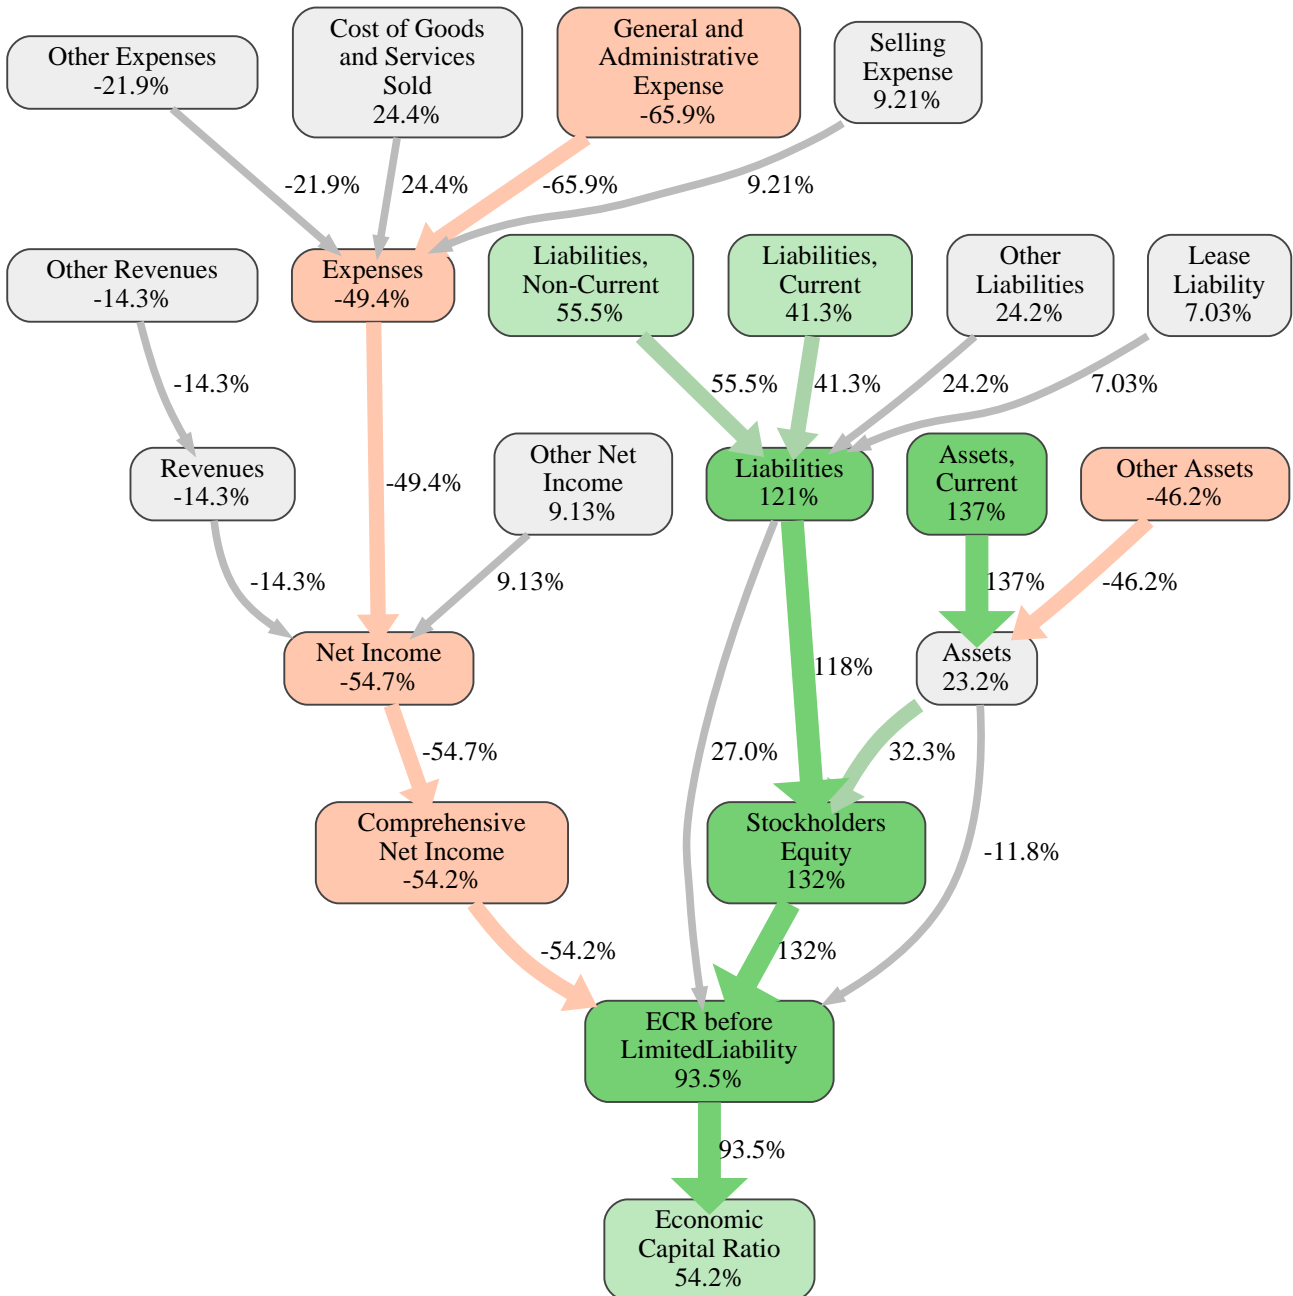 Other Expenses
-21.9%
Cost of Goods
and Services
Sold
24.4%
General and
Administrative
Expense
-65.9%
Selling
Expense
9.21%
-21.9%
24.4%
-65.9%
9.21%
Other Revenues
-14.3%
Expenses
-49.4%
Liabilities,
Non-Current
55.5%
Liabilities,
Current
41.3%
Other
Liabilities
24.2%
Lease
Liability
7.03%
-14.3%
55.5%
41.3%
24.2%
7.03%
Revenues
-14.3%
-49.4%
Other Net
Income
9.13%
Liabilities
121%
Assets,
Current
137%
Other Assets
-46.2%
-14.3%
9.13%
137%
-46.2%
Net Income
-54.7%
118%
Assets
23.2%
-54.7%
27.0%
32.3%
Comprehensive
Net Income
-54.2%
Stockholders
Equity
132%
-11.8%
-54.2%
132%
ECR before
LimitedLiability
93.5%
93.5%
Economic
Capital Ratio
54.2%